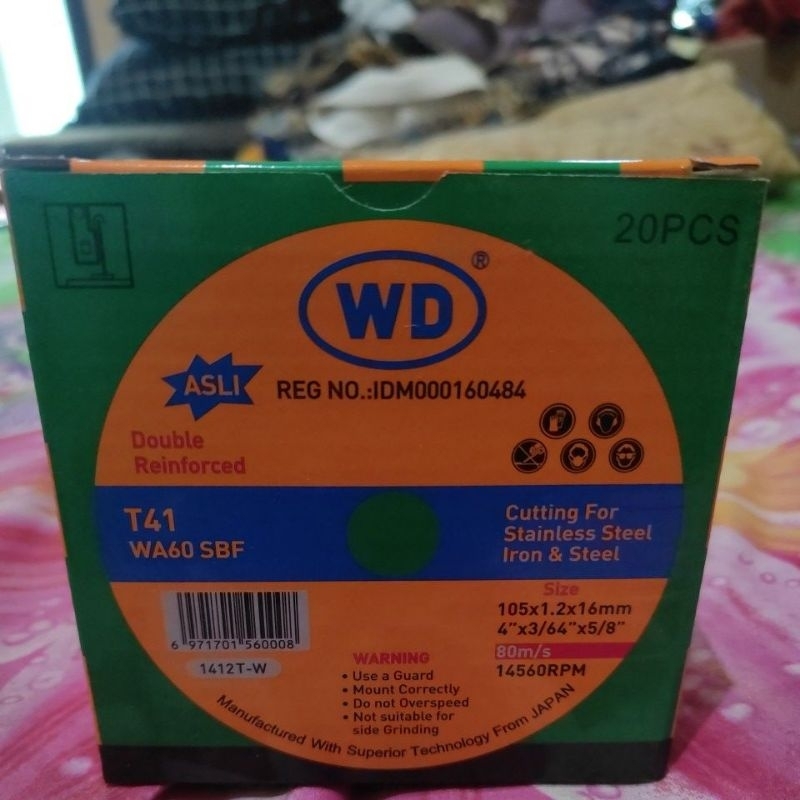 20PCS
WD®
ASLI
REG NO.:IDM000160484
Double
Reinforced
T41
WA60 SBF
Cutting For
Stainless Steel
Iron & Steel
Size
105x1.2x16mm
4"x3/64"x5/8"
80m/s
14560RPM
6 971701 560008
1412T-W
WARNING
• Use a Guard
• Mount Correctly
• Do not Overspeed
• Not suitable for
side Grinding
Manufactured With Superior Technology From JAPAN